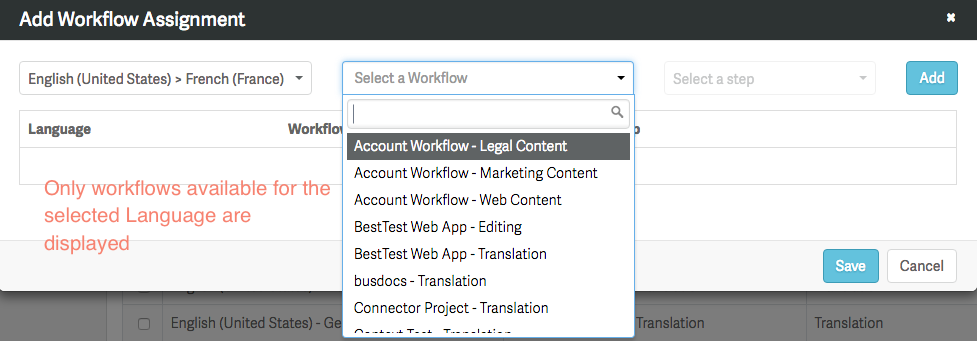 Add Workflow Assignment
English (United States) > French (France)
Select a Workflow
Select a step
Add
Language
Workflow
Account Workflow - Legal Content
Account Workflow - Marketing Content
Account Workflow - Web Content
BestTest Web App - Editing
BestTest Web App - Translation
busdocs - Translation
Connector Project - Translation
Context Test - Translation
Only workflows available for the
selected Language are
displayed
Save
Cancel
English (United States) - Ge
Translation
Translation